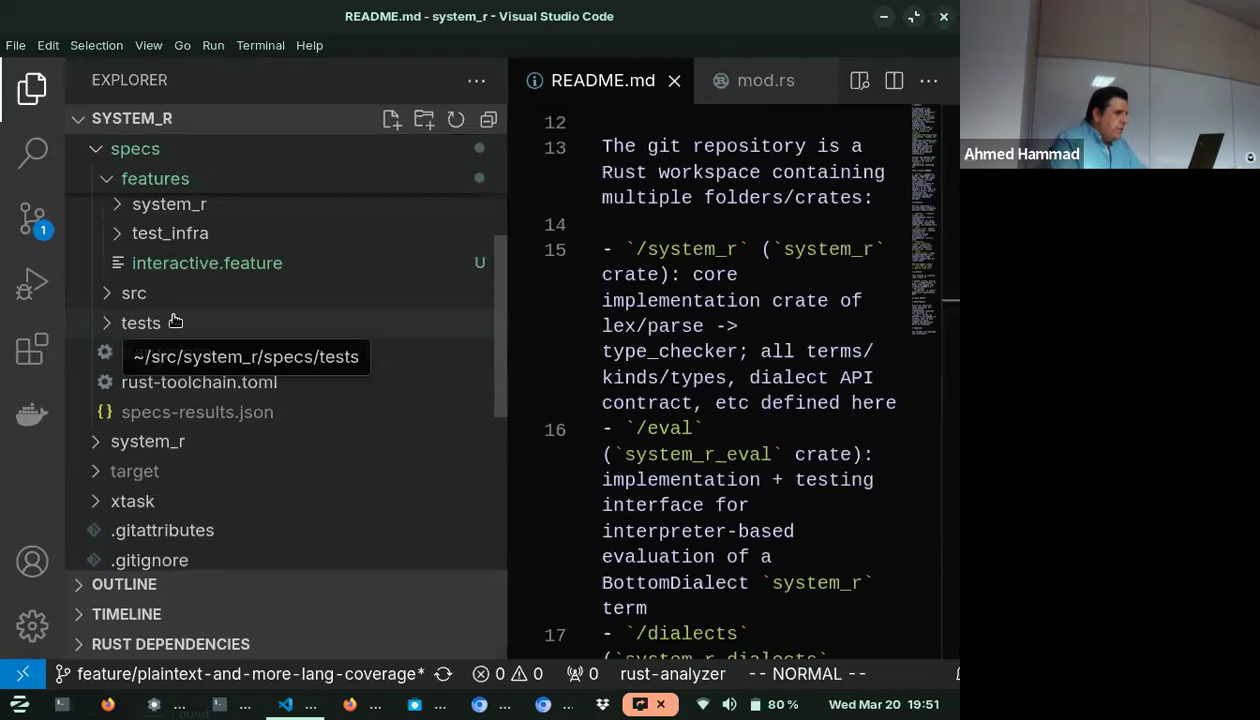 README.md - system_r - Visual Studio Code
File Edit Selection View Go Run Terminal Help
EXPLORER
README.md
mod.rs
SYSTEM_R
specs
features
system_r
test_infra
interactive.feature U
src
tests
~/src/system_r/specs/tests
rust-toolchain.toml
specs-results.json
system_r
target
xtask
.gitattributes
.gitignore
OUTLINE
TIMELINE
RUST DEPENDENCIES
1
12
13 The git repository is a
Rust workspace containing
multiple folders/crates:
14
15 - `/system_r` (`system_r`
crate): core
implementation crate of
lex/parse ->
type_checker; all terms/
kinds/types, dialect API
contract, etc defined here
16 - `/eval`
(`system_r_eval` crate):
implementation + testing
interface for
interpreter-based
evaluation of a
BottomDialect `system_r`
term
17 - `/dialects`
(`system_r_dialects`
feature/plaintext-and-more-lang-coverage* 0 0 0 rust-analyzer -- NORMAL --
80 % Wed Mar 20 19:51
Ahmed Hammad